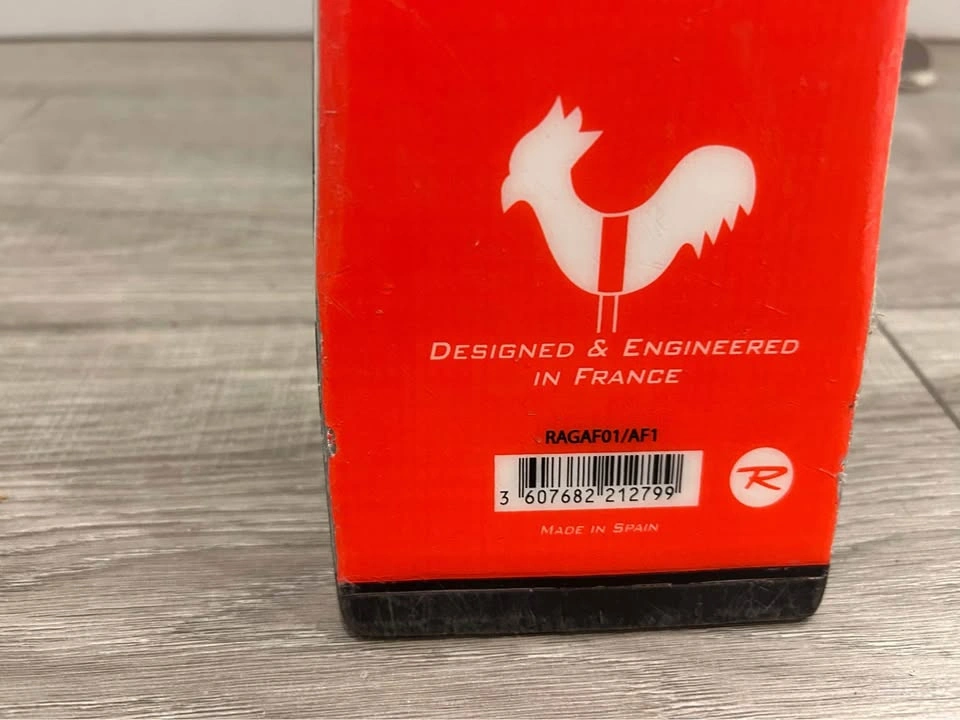 DESIGNED & ENGINEERED
IN FRANCE
RAGAF01/AF1
3 607682 212799
R
MADE IN SPAIN